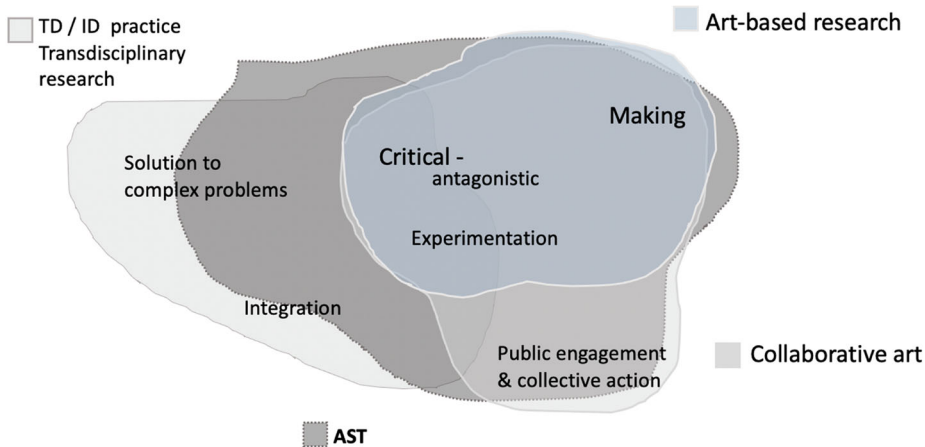 TD / ID practice
Transdisciplinary
research
Art-based research
Making
Critical -
antagonistic
Solution to
complex problems
Experimentation
Integration
Public engagement
& collective action
Collaborative art
AST